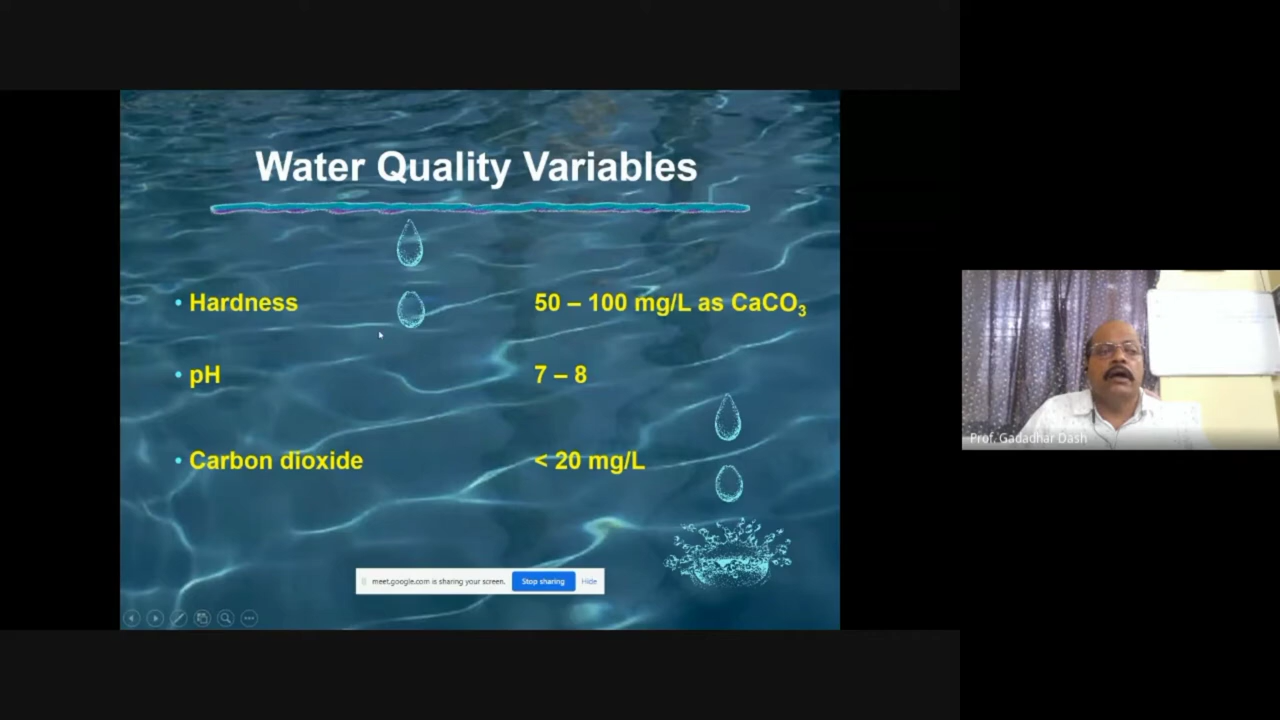 Water Quality Variables
• Hardness 50 – 100 mg/L as CaCO₃
• pH 7 – 8
• Carbon dioxide < 20 mg/L
meet.google.com is sharing your screen. Stop sharing Hide
Prof. Gadadhar Dash